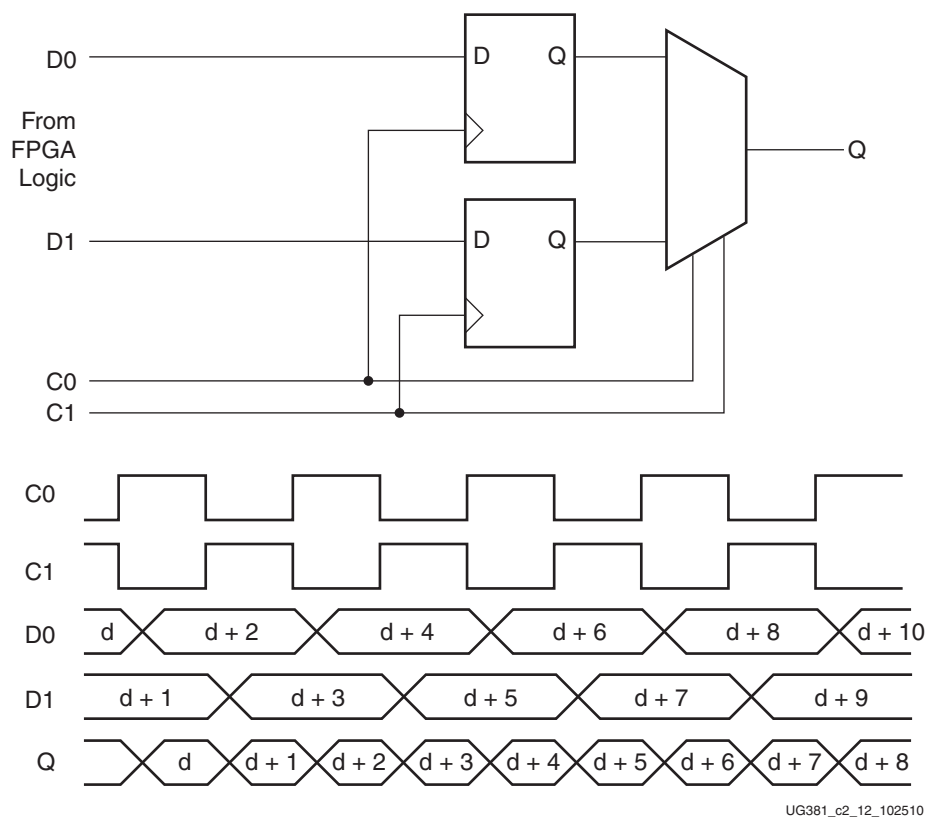 D0
D Q
From
FPGA
Logic
Q
D1
D Q
C0
C1
C0
C1
D0 d d + 2 d + 4 d + 6 d + 8 d + 10
D1 d + 1 d + 3 d + 5 d + 7 d + 9
Q d d + 1 d + 2 d + 3 d + 4 d + 5 d + 6 d + 7 d + 8
UG381_c2_12_102510